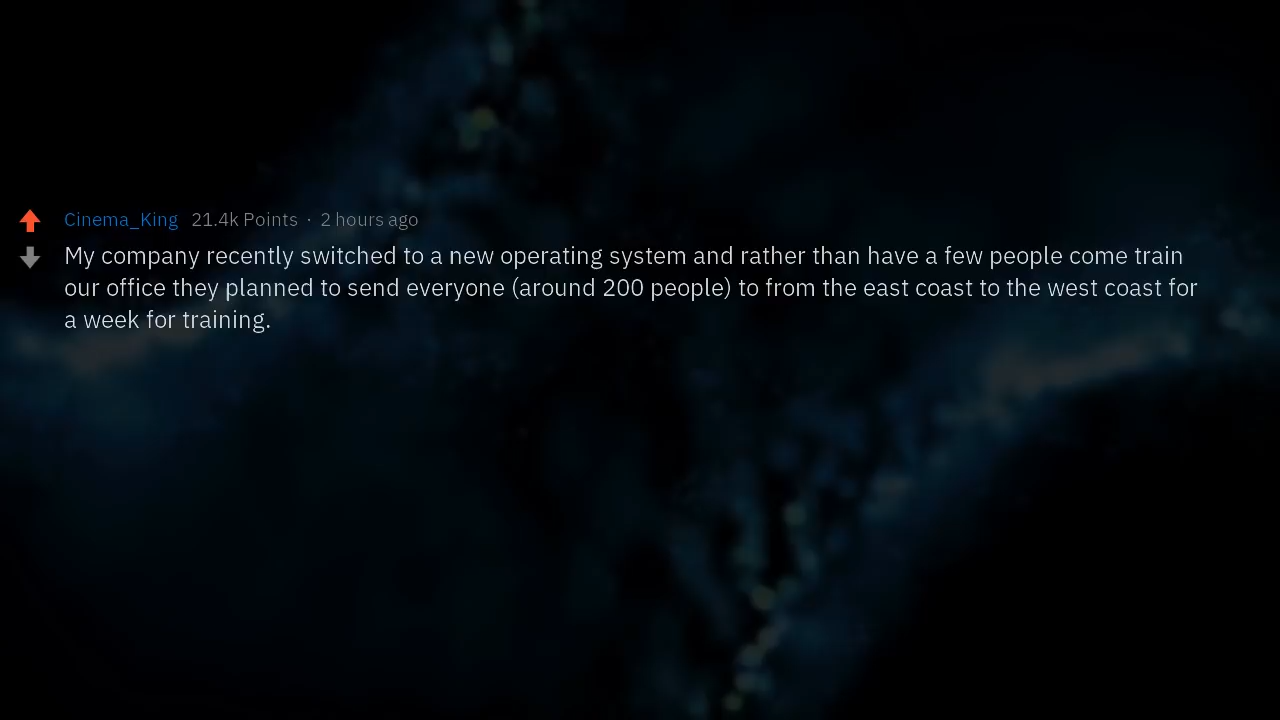 Cinema_King 21.4k Points · 2 hours ago
My company recently switched to a new operating system and rather than have a few people come train
our office they planned to send everyone (around 200 people) to from the east coast to the west coast for
a week for training.